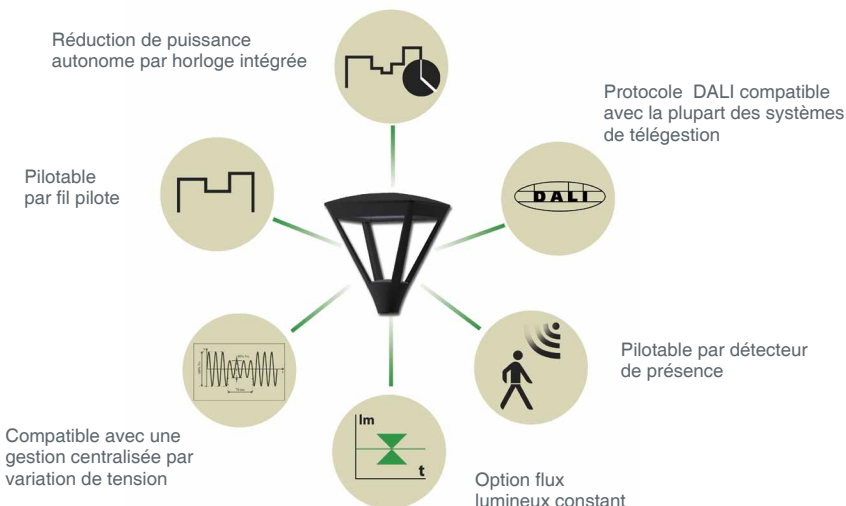 Réduction de puissance
autonome par horloge intégrée
Protocole DALI compatible
avec la plupart des systèmes
de télégestion
DALI
Pilotable
par fil pilote
Pilotable par détecteur
de présence
Compatible avec une
gestion centralisée par
variation de tension
lm
t
Option flux
lumineux constant